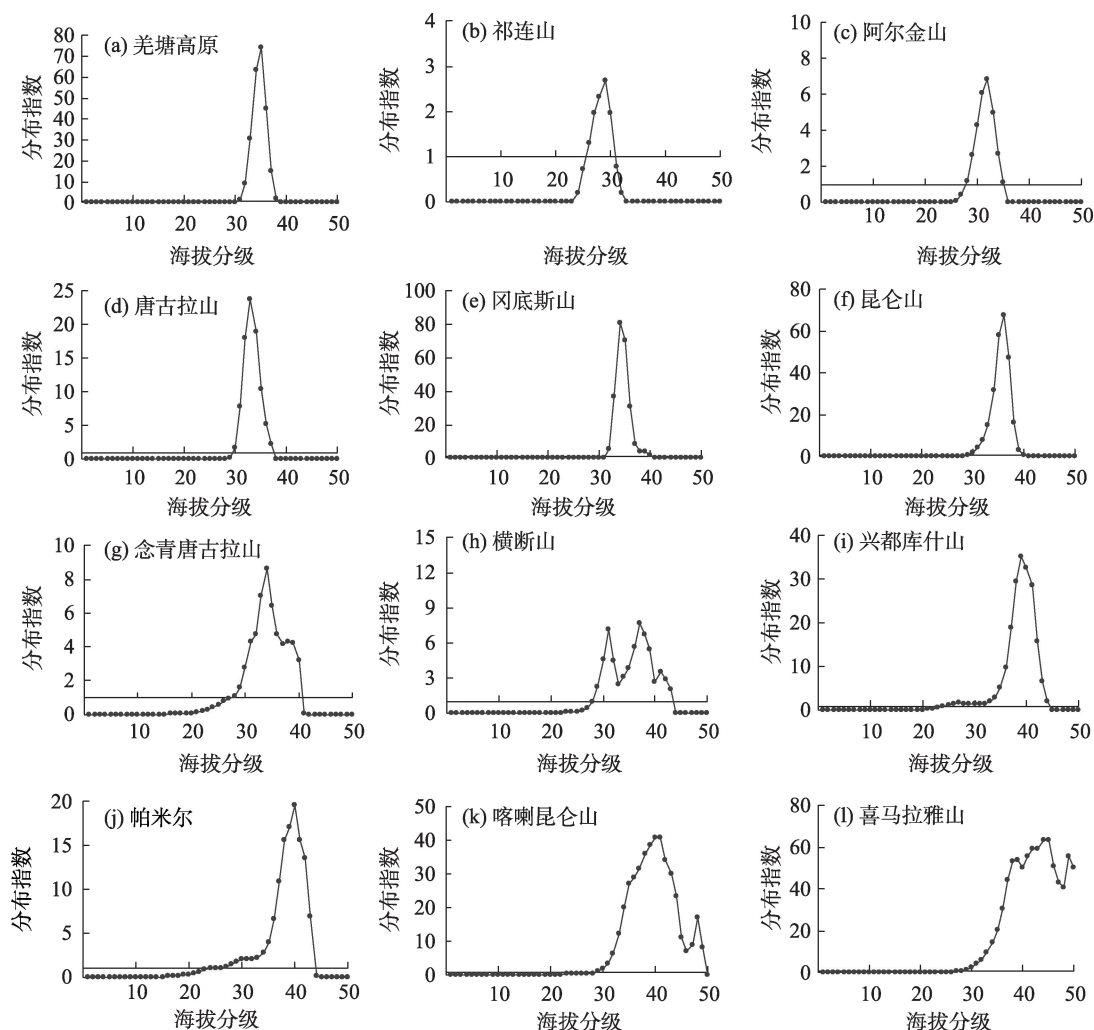 (a) 羌塘高原
80
70
60
50
40
30
20
10
0
10 20 30 40 50
分布指数
海拔分级
(b) 祁连山
4
3
2
1
0
10 20 30 40 50
分布指数
海拔分级
(c) 阿尔金山
10
8
6
4
2
0
10 20 30 40 50
分布指数
海拔分级
(d) 唐古拉山
25
20
15
10
5
0
10 20 30 40 50
分布指数
海拔分级
(e) 冈底斯山
100
80
60
40
20
0
10 20 30 40 50
分布指数
海拔分级
(f) 昆仑山
80
60
40
20
0
10 20 30 40 50
分布指数
海拔分级
(g) 念青唐古拉山
10
8
6
4
2
0
10 20 30 40 50
分布指数
海拔分级
(h) 横断山
15
12
9
6
3
0
10 20 30 40 50
分布指数
海拔分级
(i) 兴都库什山
40
30
20
10
0
10 20 30 40 50
分布指数
海拔分级
(j) 帕米尔
20
15
10
5
0
10 20 30 40 50
分布指数
海拔分级
(k) 喀喇昆仑山
50
40
30
20
10
0
10 20 30 40 50
分布指数
海拔分级
(l) 喜马拉雅山
80
60
40
20
0
10 20 30 40 50
分布指数
海拔分级